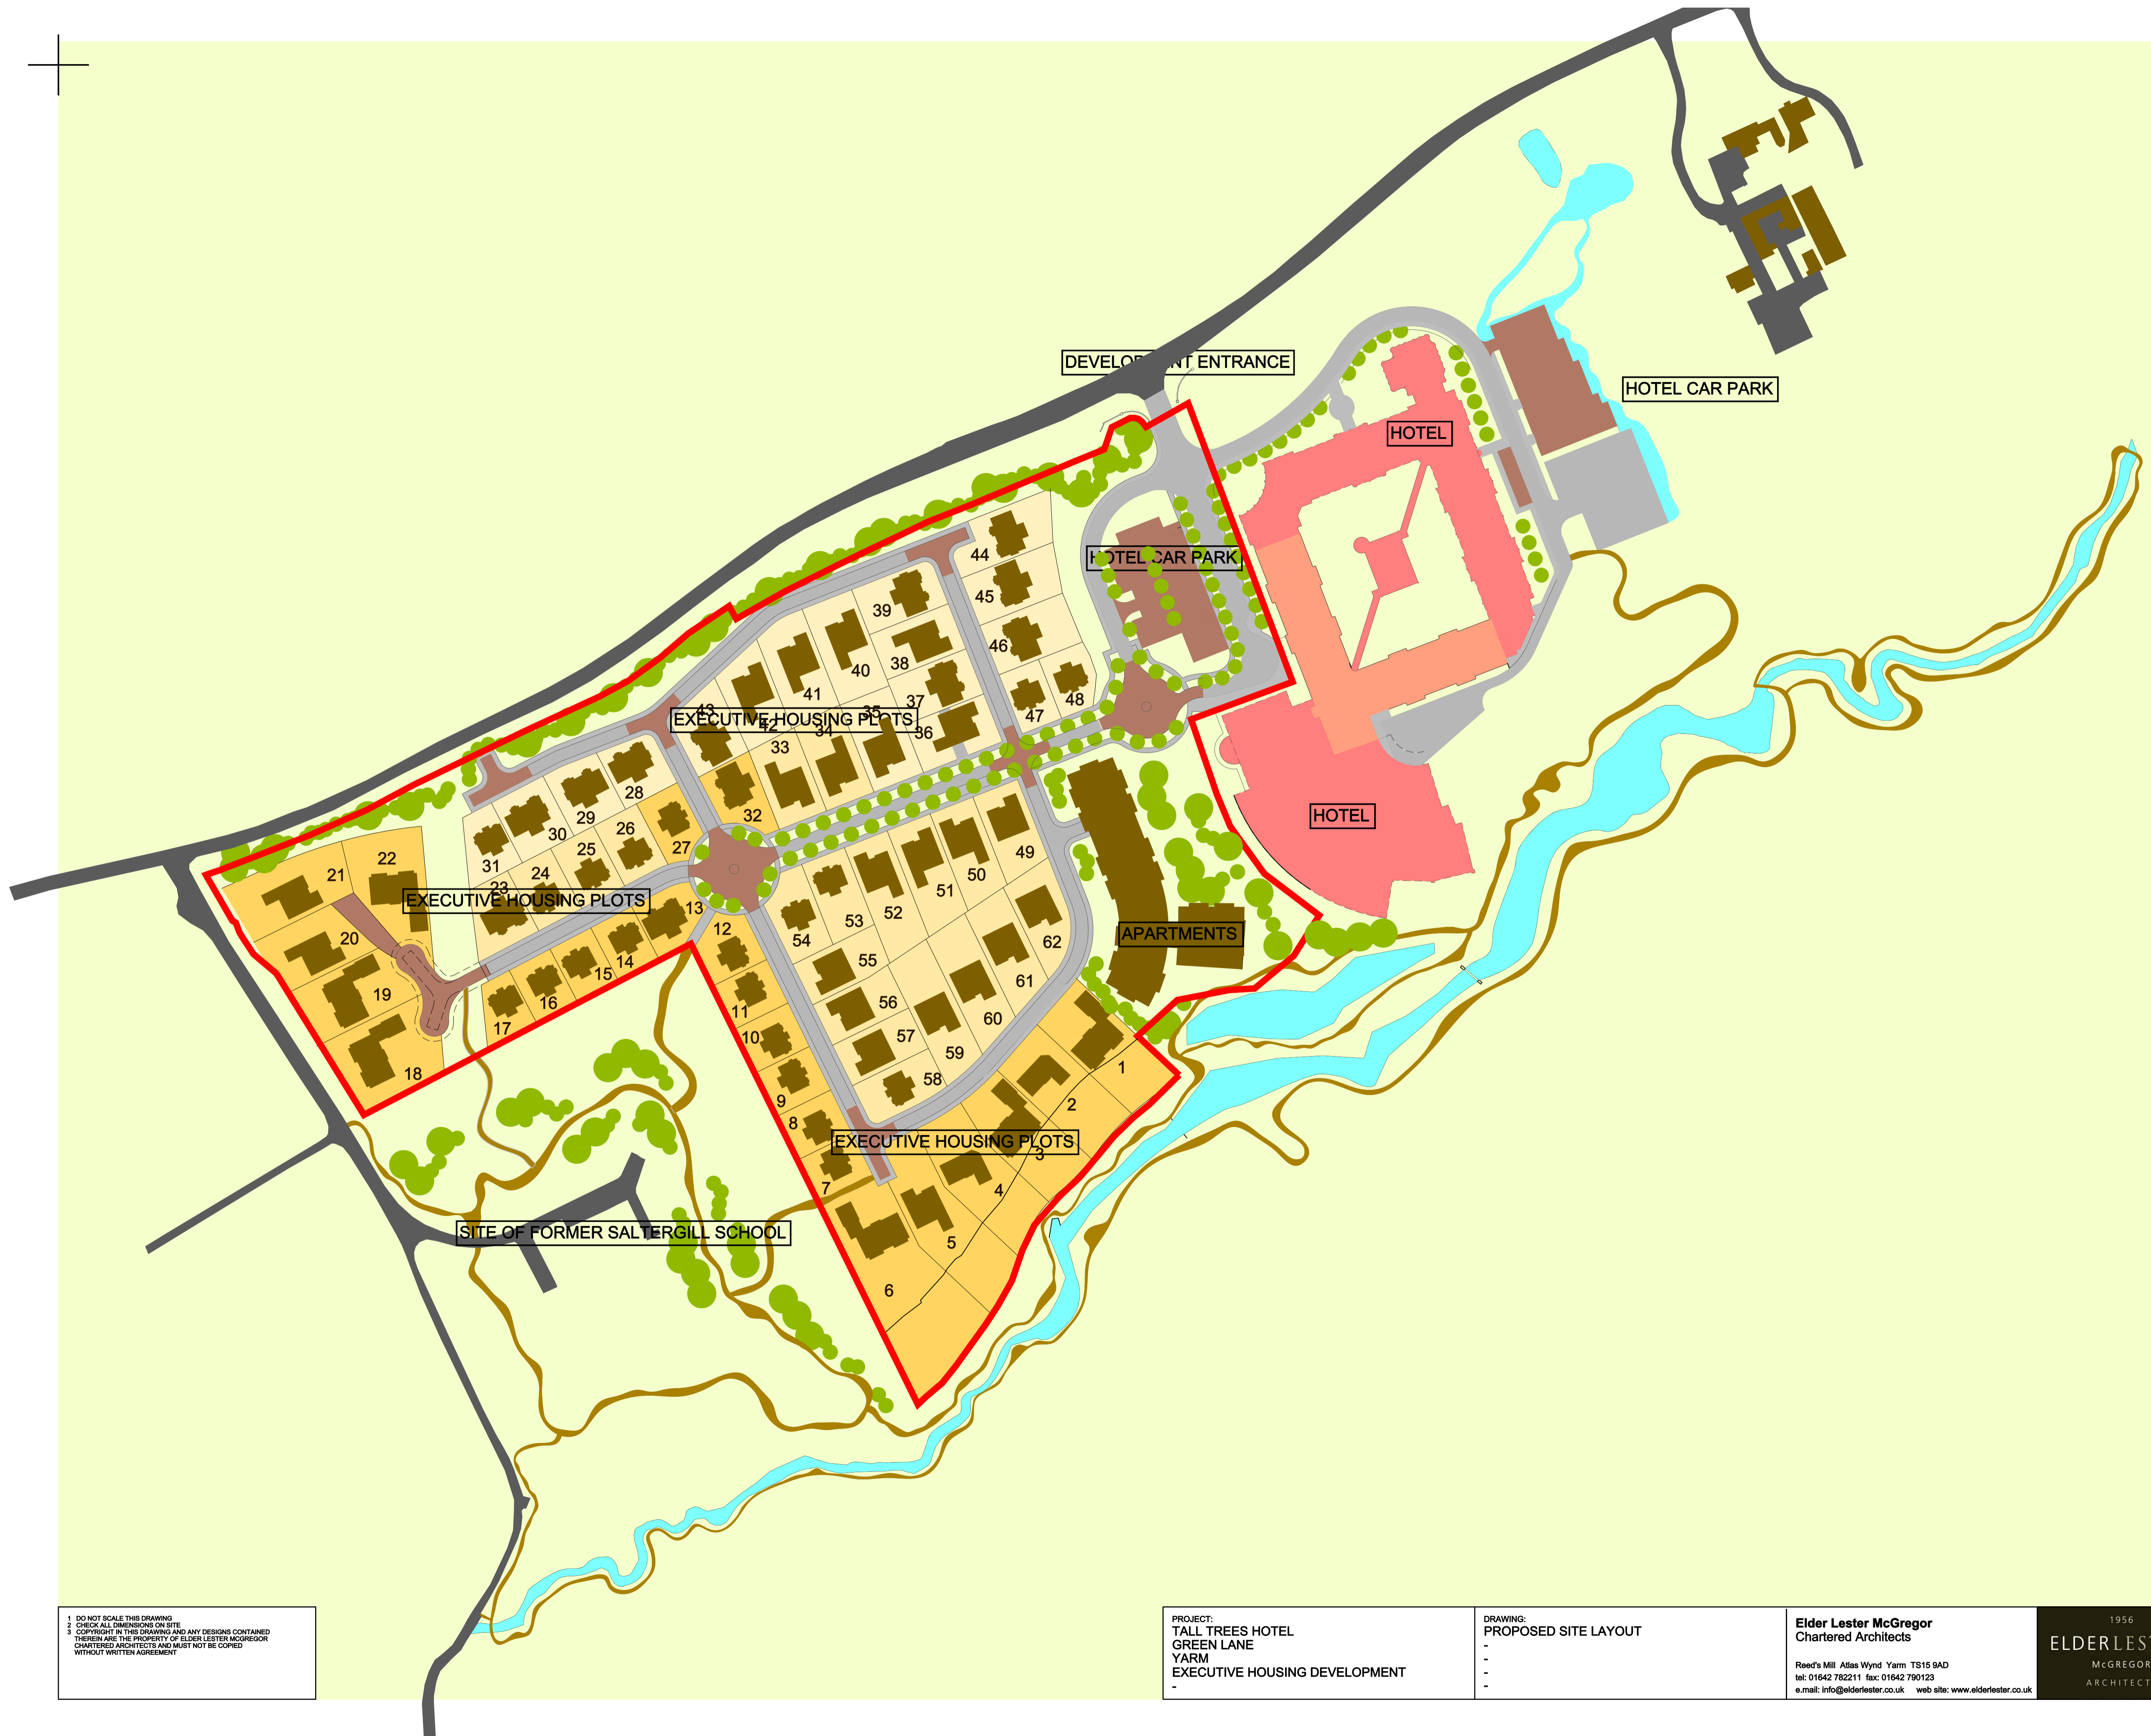 DEVELOPMENT ENTRANCE
HOTEL CAR PARK
HOTEL
44
HOTEL CAR PARK
45
39
46
38
40
41
37
48
47
43
EXECUTIVE HOUSING PLOTS
42
35
34
36
33
28
32
29
HOTEL
26
30
27
25
49
22
31
24
21
50
23
51
EXECUTIVE HOUSING PLOTS
13
52
53
12
APARTMENTS
20
54
62
55
14
15
61
19
16
56
11
60
17
57
10
59
1
18
58
9
2
8
EXECUTIVE HOUSING PLOTS
3
7
4
SITE OF FORMER SALTERGILL SCHOOL
5
6
1 DO NOT SCALE THIS DRAWING
2 CHECK ALL DIMENSIONS ON SITE
3 COPYRIGHT IN THIS DRAWING AND ANY DESIGNS CONTAINED
THEREIN ARE THE PROPERTY OF ELDER LESTER MCGREGOR
CHARTERED ARCHITECTS AND MUST NOT BE COPIED
WITHOUT WRITTEN AGREEMENT
PROJECT:
TALL TREES HOTEL
GREEN LANE
YARM
EXECUTIVE HOUSING DEVELOPMENT
-
DRAWING:
PROPOSED SITE LAYOUT
-
-
-
-
Elder Lester McGregor
Chartered Architects
Reed's Mill Atlas Wynd Yarm TS15 9AD
tel: 01642 782211 fax: 01642 790123
e.mail: info@elderlester.co.uk web site: www.elderlester.co.uk
1956
ELDERLES
McGREGOR
ARCHITECT